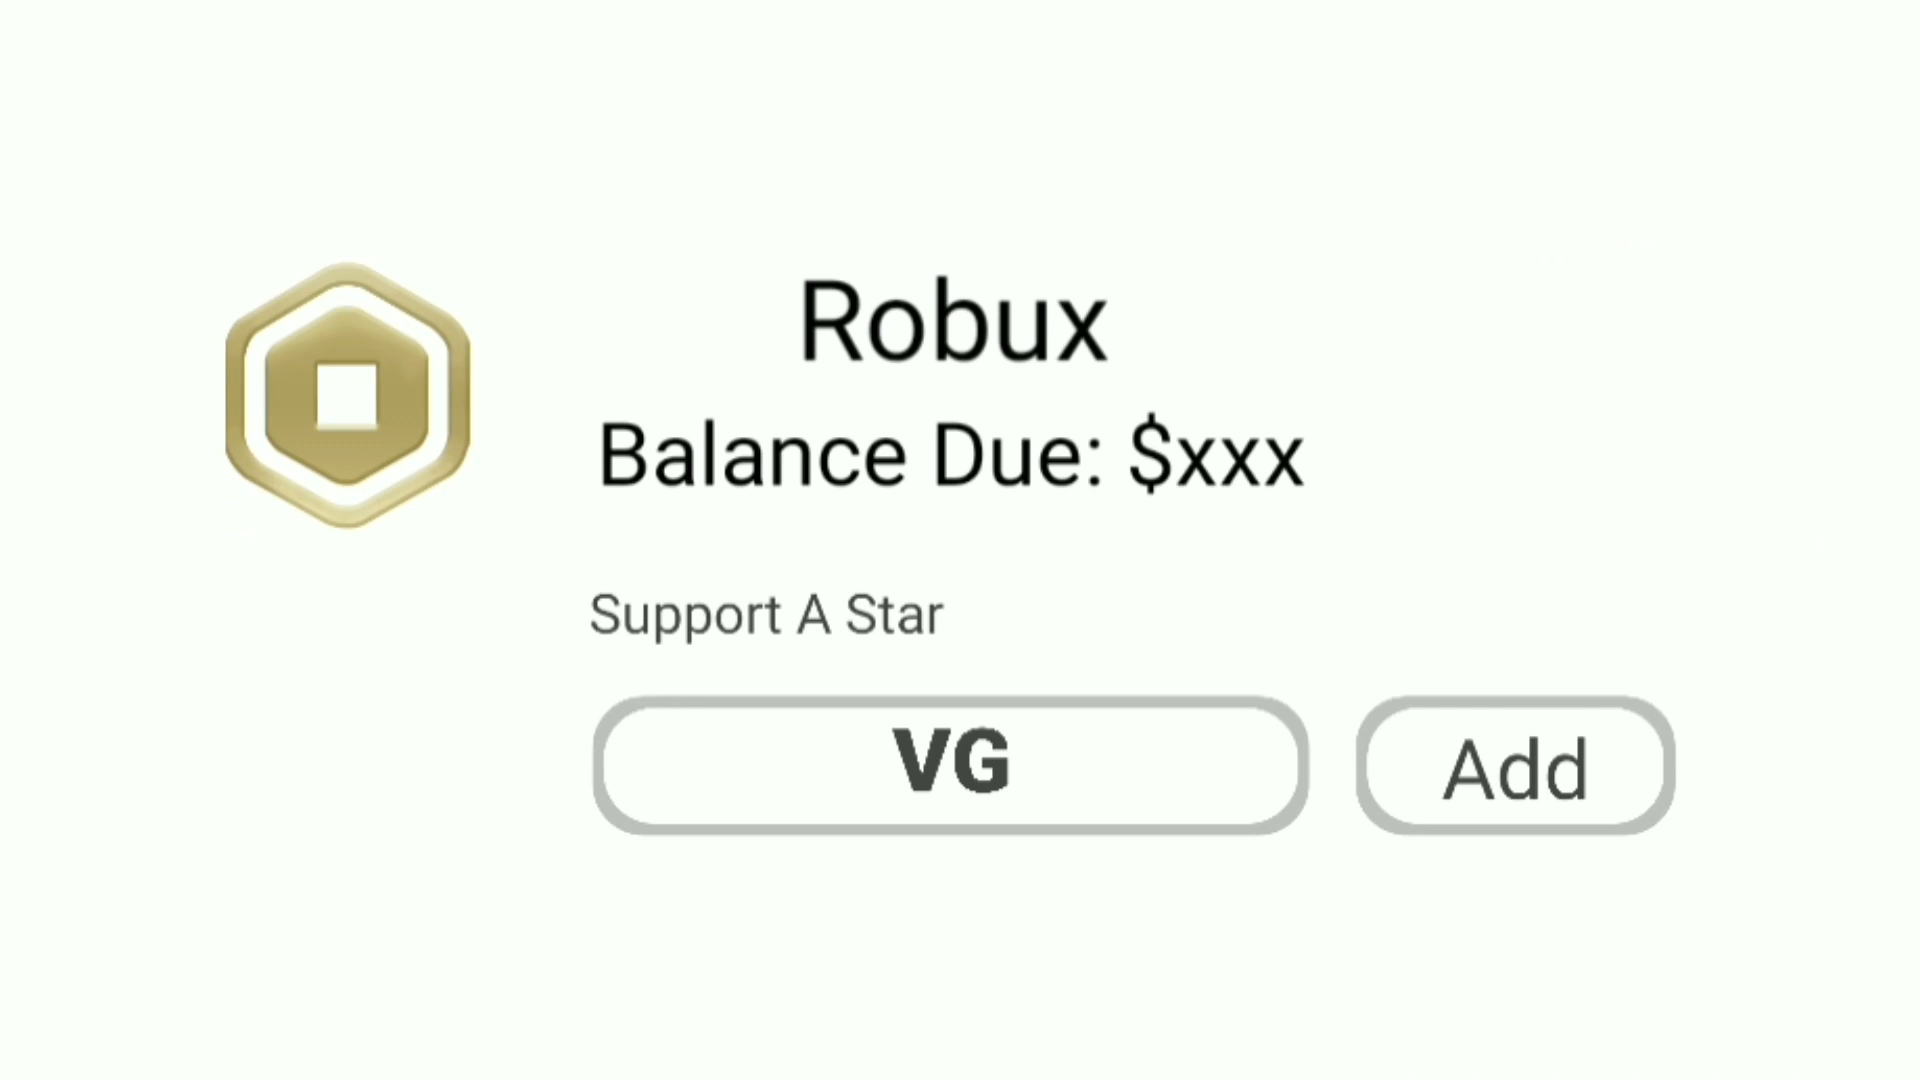 Robux
Balance Due: $xxx
Support A Star
VG
Add